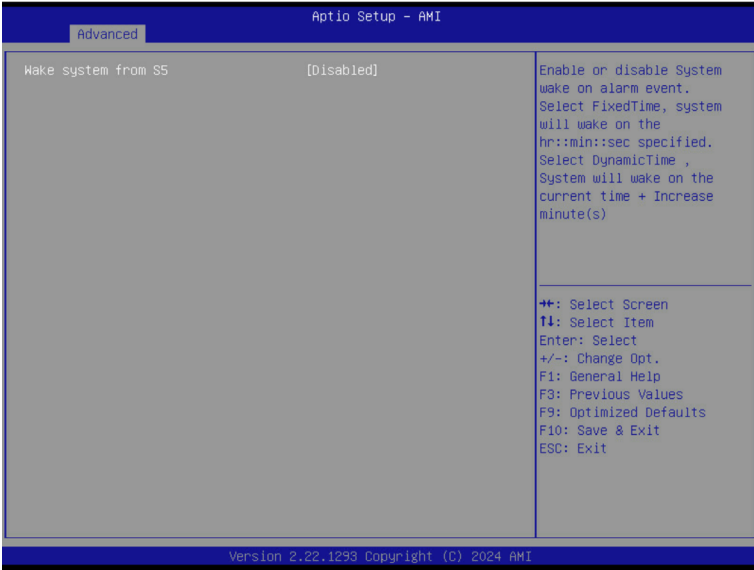 Aptio Setup – AMI
Advanced
Wake system from S5 [Disabled]
Enable or disable System
wake on alarm event.
Select FixedTime, system
will wake on the
hr::min::sec specified.
Select DynamicTime ,
System will wake on the
current time + Increase
minute(s)
→←: Select Screen
↑↓: Select Item
Enter: Select
+/-: Change Opt.
F1: General Help
F3: Previous Values
F9: Optimized Defaults
F10: Save & Exit
ESC: Exit
Version 2.22.1293 Copyright (C) 2024 AMI